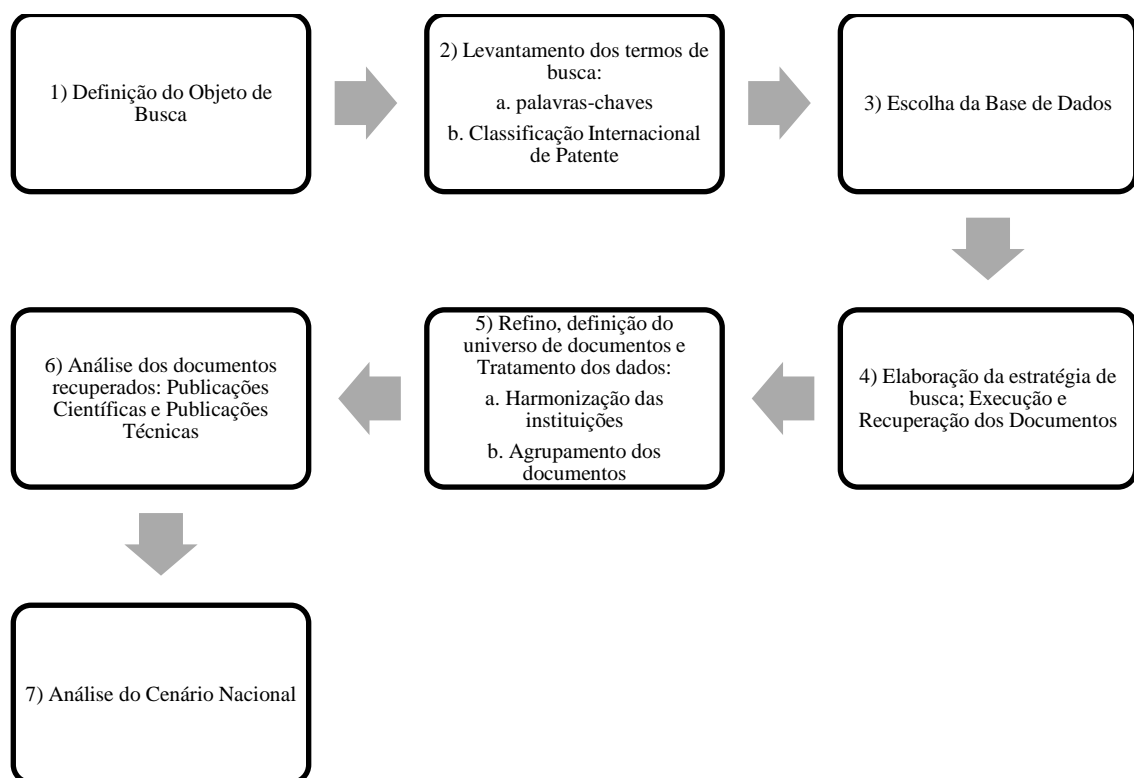 1) Definição do Objeto de
Busca
2) Levantamento dos termos de
busca:
a. palavras-chaves
b. Classificação Internacional
de Patente
3) Escolha da Base de Dados
4) Elaboração da estratégia de
busca; Execução e
Recuperação dos Documentos
5) Refino, definição do
universo de documentos e
Tratamento dos dados:
a. Harmonização das
instituições
b. Agrupamento dos
documentos
6) Análise dos documentos
recuperados: Publicações
Científicas e Publicações
Técnicas
7) Análise do Cenário Nacional